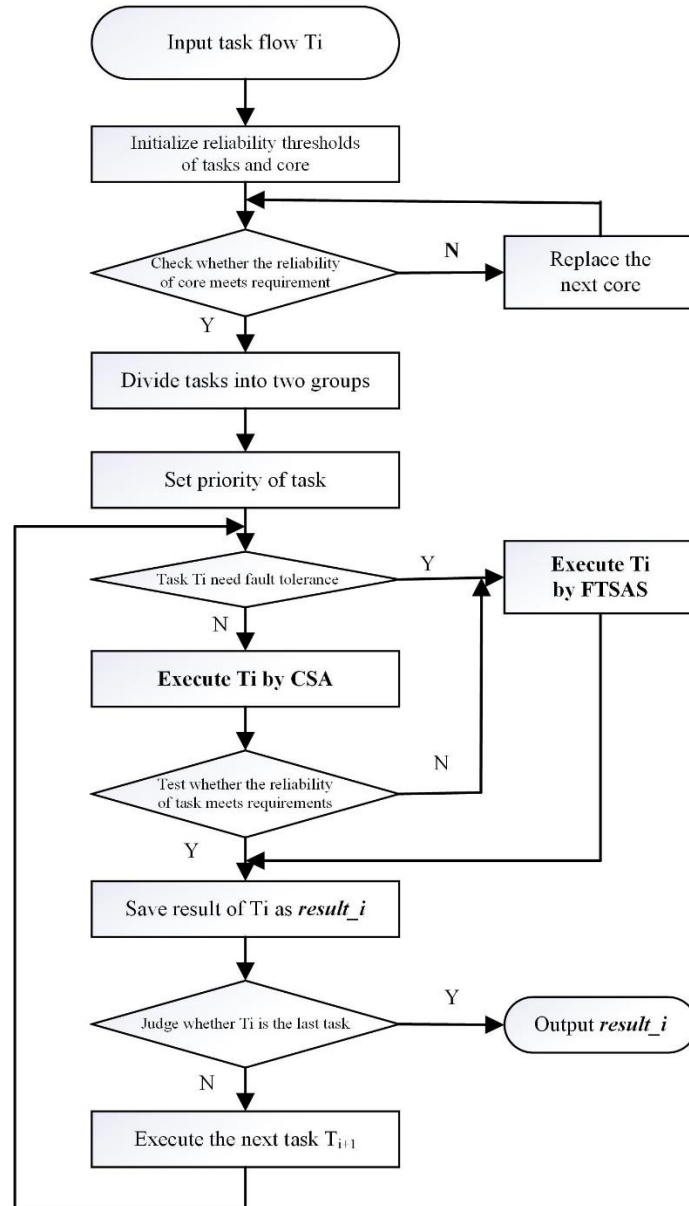 Input task flow Ti
Initialize reliability thresholds
of tasks and core
Check whether the reliability
of core meets requirement
N
Replace the
next core
Y
Divide tasks into two groups
Set priority of task
Task Ti need fault tolerance
Y
Execute Ti
by FTSAS
N
Execute Ti by CSA
Test whether the reliability
of task meets requirements
N
Y
Save result of Ti as result_i
Judge whether Ti is the last task
Y
Output result_i
N
Execute the next task Ti+1